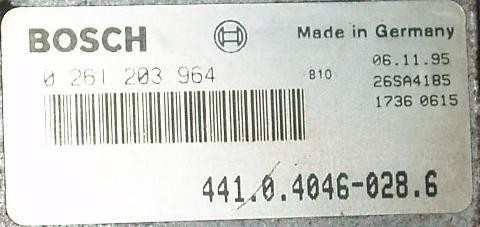 BOSCH
Made in Germany
0 261 203 964
B10
06.11.95
26SA4185
1736 0615
441.0.4046-028.6